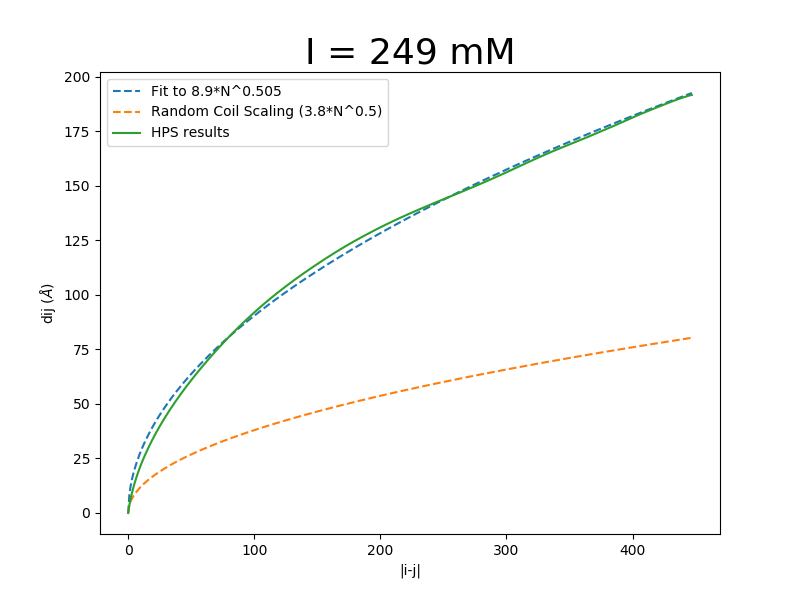 I = 249 mM
Fit to 8.9*N^0.505
Random Coil Scaling (3.8*N^0.5)
HPS results
200
175
150
125
100
75
50
25
0
dij (Å)
0 100 200 300 400
|i-j|